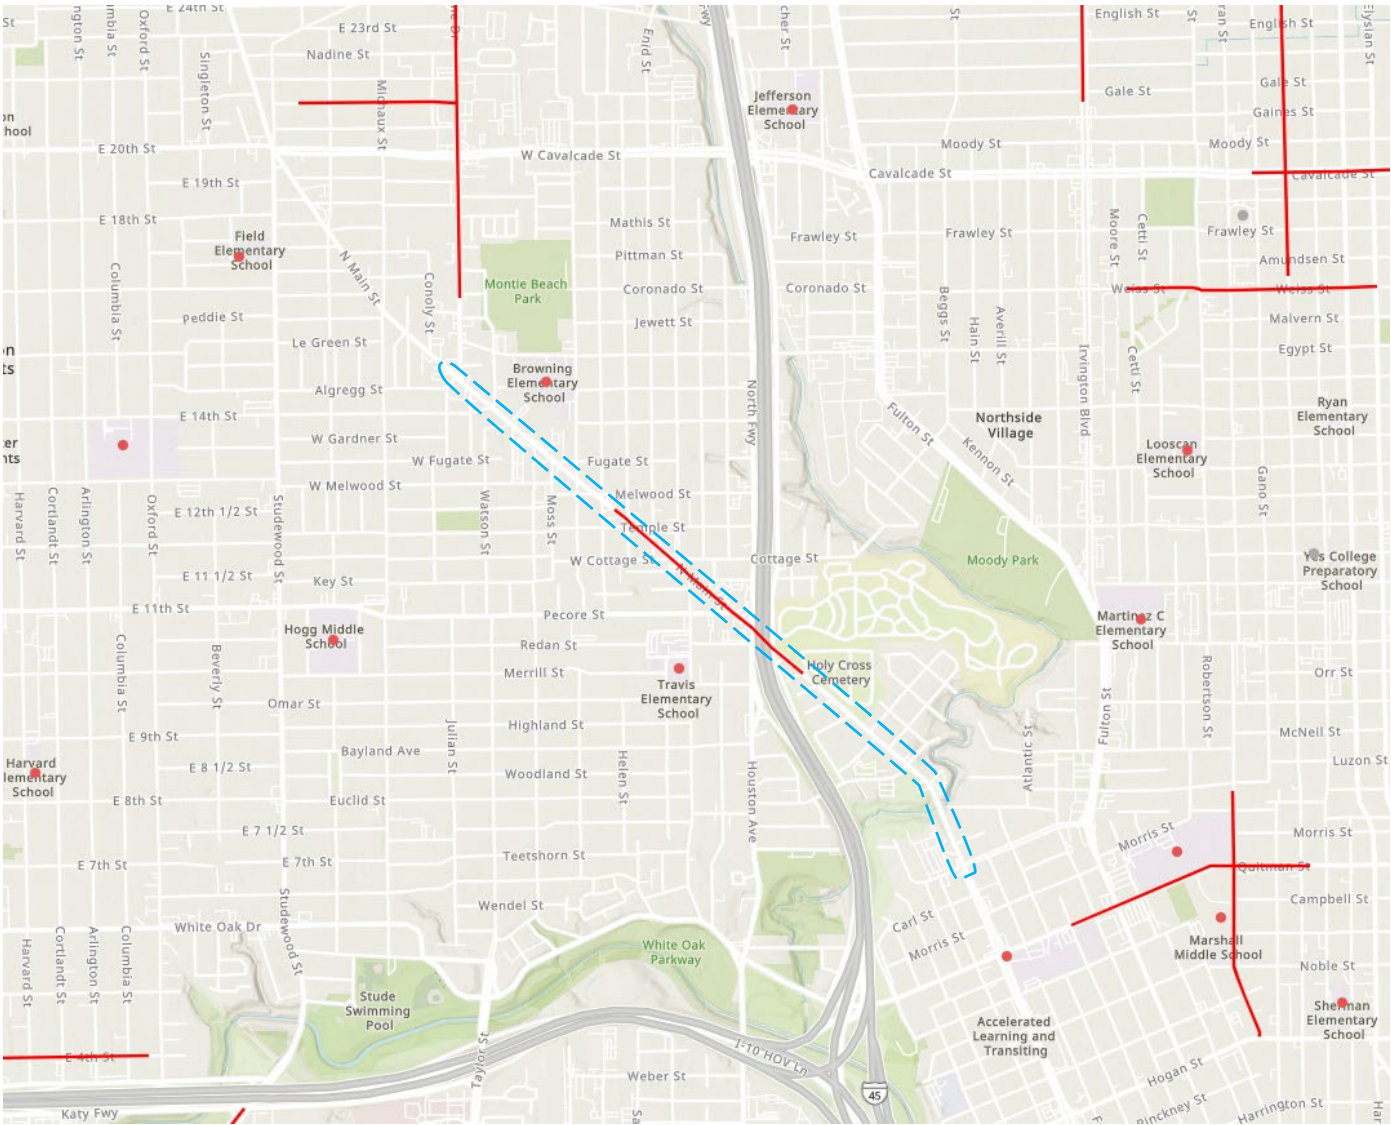 E 24th St
E 23rd St
Nadine St
Oxford St
Singleton St
Michaux St
Enid St
Jefferson
Elementary
School
English St
English St
Gale St
Gale St
Gaines St
Moody St
Moody St
E 20th St
W Cavalcade St
Cavalcade St
Cavalcade St
E 19th St
E 18th St
Field
Elementary
School
N Main St
Conoly St
Columbia St
Mathis St
Pittman St
Coronado St
Jewett St
Montie Beach
Park
Frawley St
Frawley St
Frawley St
Coronado St
Moore St
Cetti St
Amundsen St
Weiss St
Weiss St
Malvern St
Egypt St
Beggs St
Hain St
Averill St
Irvington Blvd
Cetti St
Peddie St
Le Green St
Algregg St
E 14th St
W Gardner St
W Fugate St
W Melwood St
Browning
Elementary
School
North Fwy
Fulton St
Kennon St
Northside
Village
Ryan
Elementary
School
Looscan
Elementary
School
Gano St
Fugate St
Melwood St
Temple St
W Cottage St
Cottage St
N Main St
Harvard St
Cortlandt St
Arlington St
Oxford St
E 12th 1/2 St
Studewood St
Watson St
Moss St
E 11 1/2 St
Key St
E 11th St
Hogg Middle
School
Pecore St
Redan St
Merrill St
Moody Park
Yes College
Preparatory
School
Martinez C
Elementary
School
Holy Cross
Cemetery
Travis
Elementary
School
Columbia St
Beverly St
Omar St
Robertson St
Orr St
Fulton St
Atlantic St
McNeil St
Luzon St
E 9th St
E 8 1/2 St
Bayland Ave
Julian St
Highland St
Woodland St
Helen St
Houston Ave
Harvard
lementary
School
E 8th St
Euclid St
E 7 1/2 St
E 7th St
E 7th St
Teetshorn St
Wendel St
Morris St
Morris St
Quitman St
Campbell St
Studewood St
White Oak Dr
White Oak
Parkway
Carl St
Morris St
Marshall
Middle School
Noble St
Harvard St
Cortlandt St
Arlington St
Columbia St
Stude
Swimming
Pool
Taylor St
Accelerated
Learning and
Transiting
Sherman
Elementary
School
E 4th St
I-10 HOV Ln
Weber St
45
Hogan St
Pinckney St
Harrington St
Katy Fwy